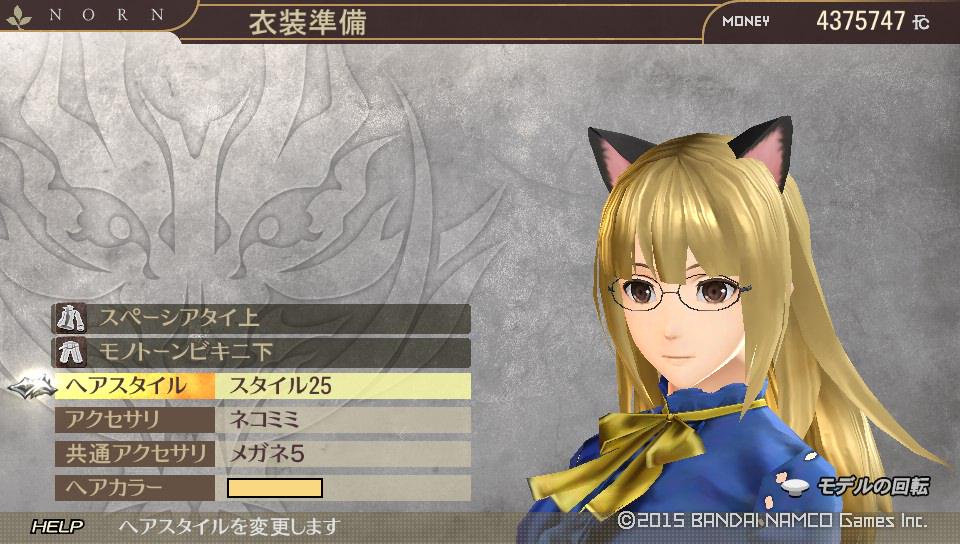 NORN
衣装準備
MONEY 4375747 FC
スペーシアタイ上
モノトーンビキニ下
ヘアスタイル スタイル25
アクセサリ ネコミミ
共通アクセサリ メガネ5
ヘアカラー
モデルの回転
HELP ヘアスタイルを変更します
©2015 BANDAI NAMCO Games Inc.